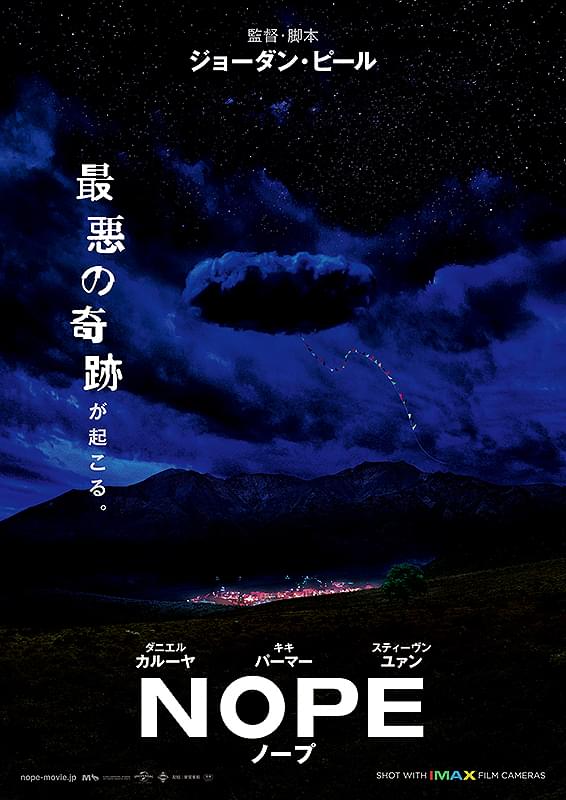 監督・脚本
ジョーダン・ピール
最悪の奇跡が起こる。
ダニエル カルーヤ
キキ パーマー
スティーヴン ユァン
NOPE
ノープ
nope-movie.jp
SHOT WITH IMAX FILM CAMERAS